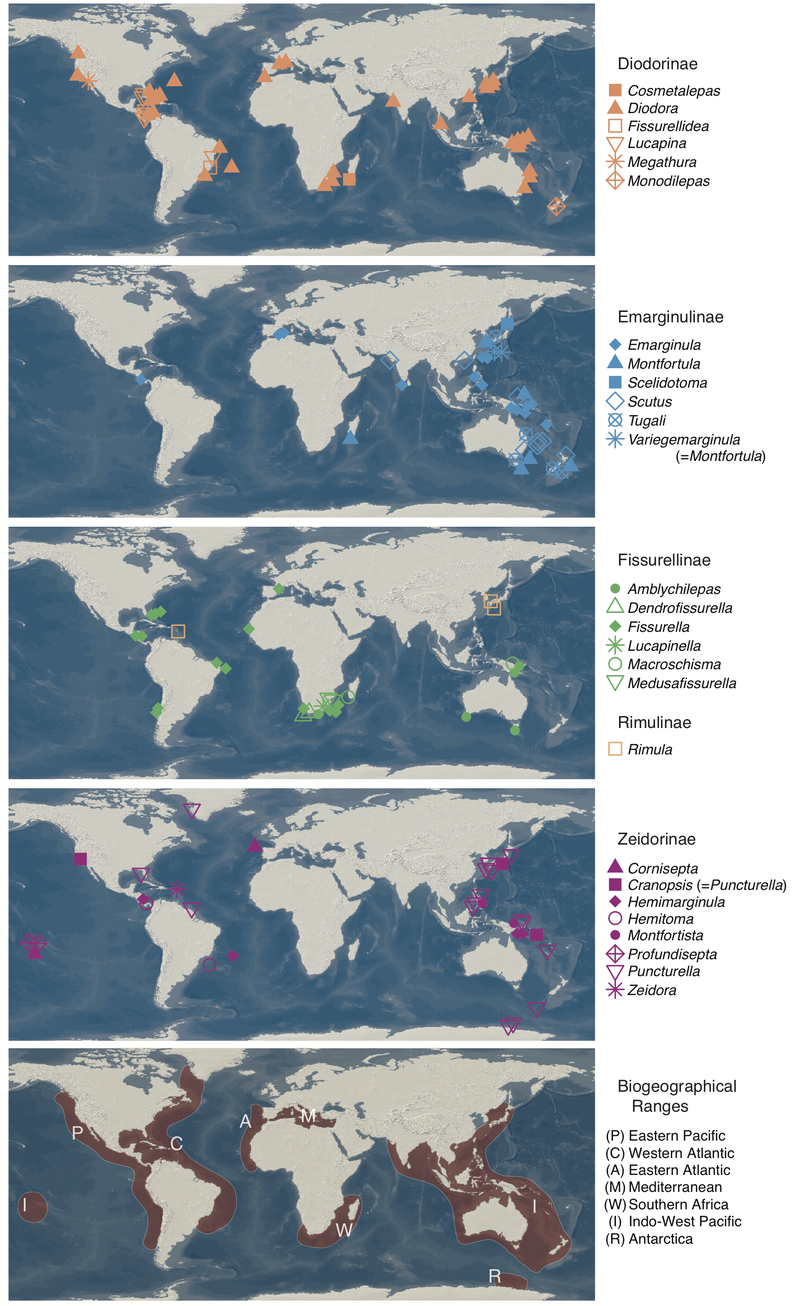 Diodorinae
Cosmetalepas
Diodora
Fissurellidea
Lucapina
Megathura
Monodilepas
Emarginulinae
Emarginula
Montfortula
Scelidotoma
Scutus
Tugali
Variegemarginula
(=Montfortula)
Fissurellinae
Amblychilepas
Dendrofissurella
Fissurella
Lucapinella
Macroschisma
Medusafissurella
Rimulinae
Rimula
Zeidorinae
Cornisepta
Cranopsis (=Puncturella)
Hemimarginula
Hemitoma
Montfortista
Profundisepta
Puncturella
Zeidora
P
C
A
M
I
W
I
R
Biogeographical
Ranges
(P) Eastern Pacific
(C) Western Atlantic
(A) Eastern Atlantic
(M) Mediterranean
(W) Southern Africa
(I) Indo-West Pacific
(R) Antarctica